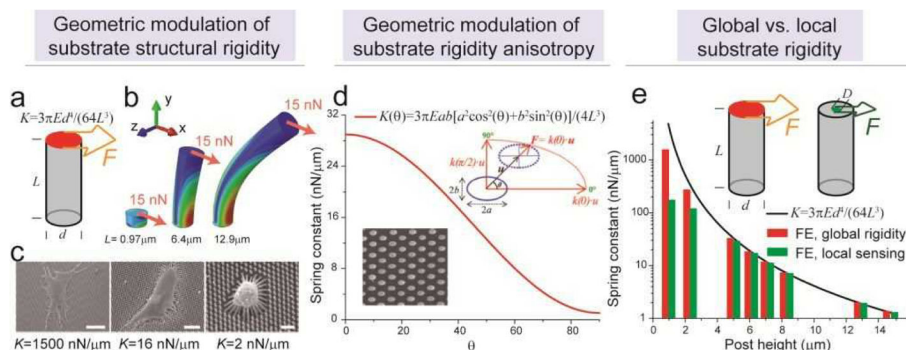 Geometric modulation of
substrate structural rigidity
Geometric modulation of
substrate rigidity anisotropy
Global vs. local
substrate rigidity
a
K=3πEd⁴/(64L³)
F
L
d
b
y
z
x
15 nN
15 nN
15 nN
L= 0.97μm
6.4μm
12.9μm
c
K=1500 nN/μm
K=16 nN/μm
K=2 nN/μm
d
K(θ)=3πEab[a²cos²(θ)+b²sin²(θ)]/(4L³)
90°
F= k(θ)·u
k(π/2)·u
u
θ
0°
2b
2a
k(0)·u
Spring constant (nN/μm)
30
20
10
0
0
20
40
60
80
θ
e
F
L
d
D
F
K=3πEd⁴/(64L³)
FE, global rigidity
FE, local sensing
Spring constant (nN/μm)
1000
100
10
1
0
2
4
6
8
10
12
14
Post height (μm)